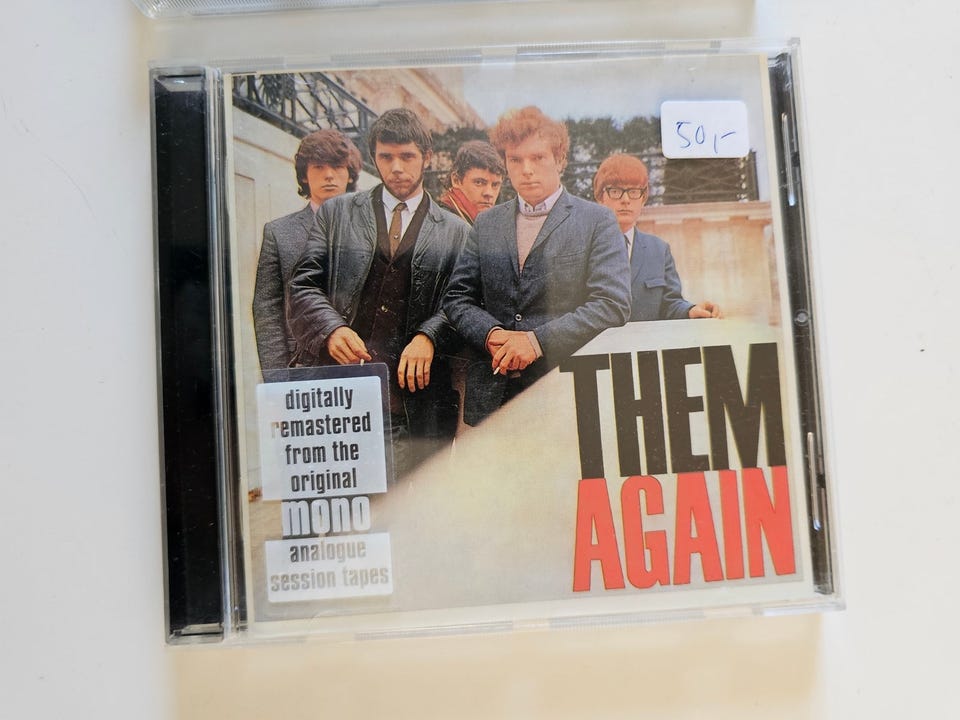 50,-
THEM
AGAIN
digitally
remastered
from the
original
mono
analogue
session tapes